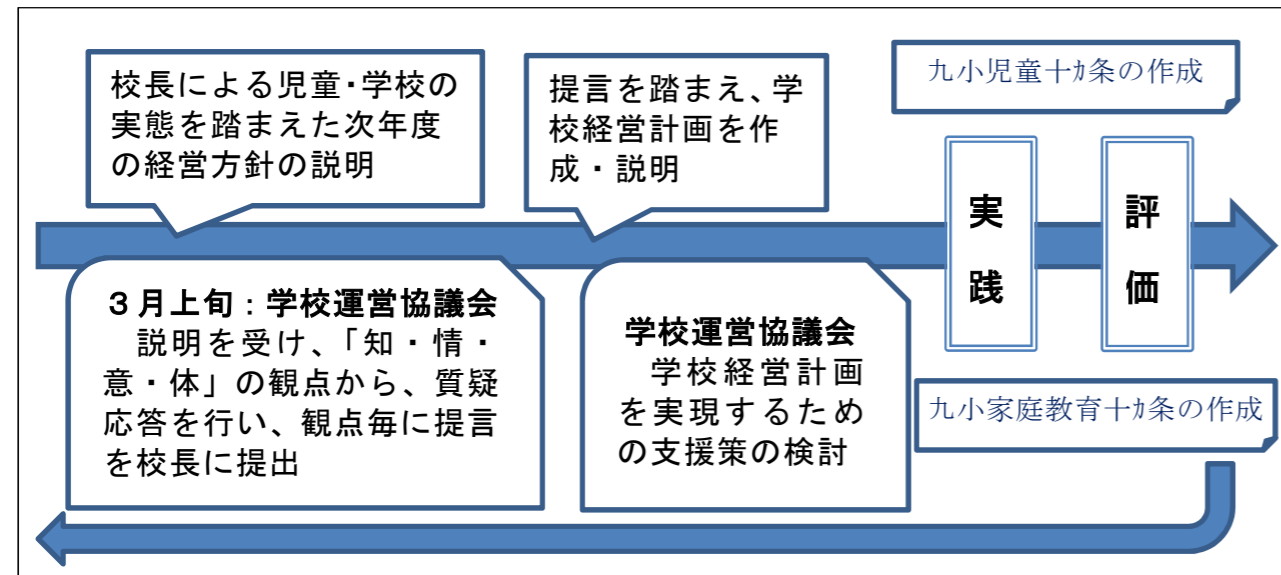 校長による児童・学校の
実態を踏まえた次年度
の経営方針の説明
提言を踏まえ、学
校経営計画を作
成・説明
九小児童十ｶ条の作成
実
践
評
価
３月上旬：学校運営協議会
説明を受け、「知・情・
意・体」の観点から、質疑
応答を行い、観点毎に提言
を校長に提出
学校運営協議会
学校経営計画
を実現するため
の支援策の検討
九小家庭教育十ｶ条の作成